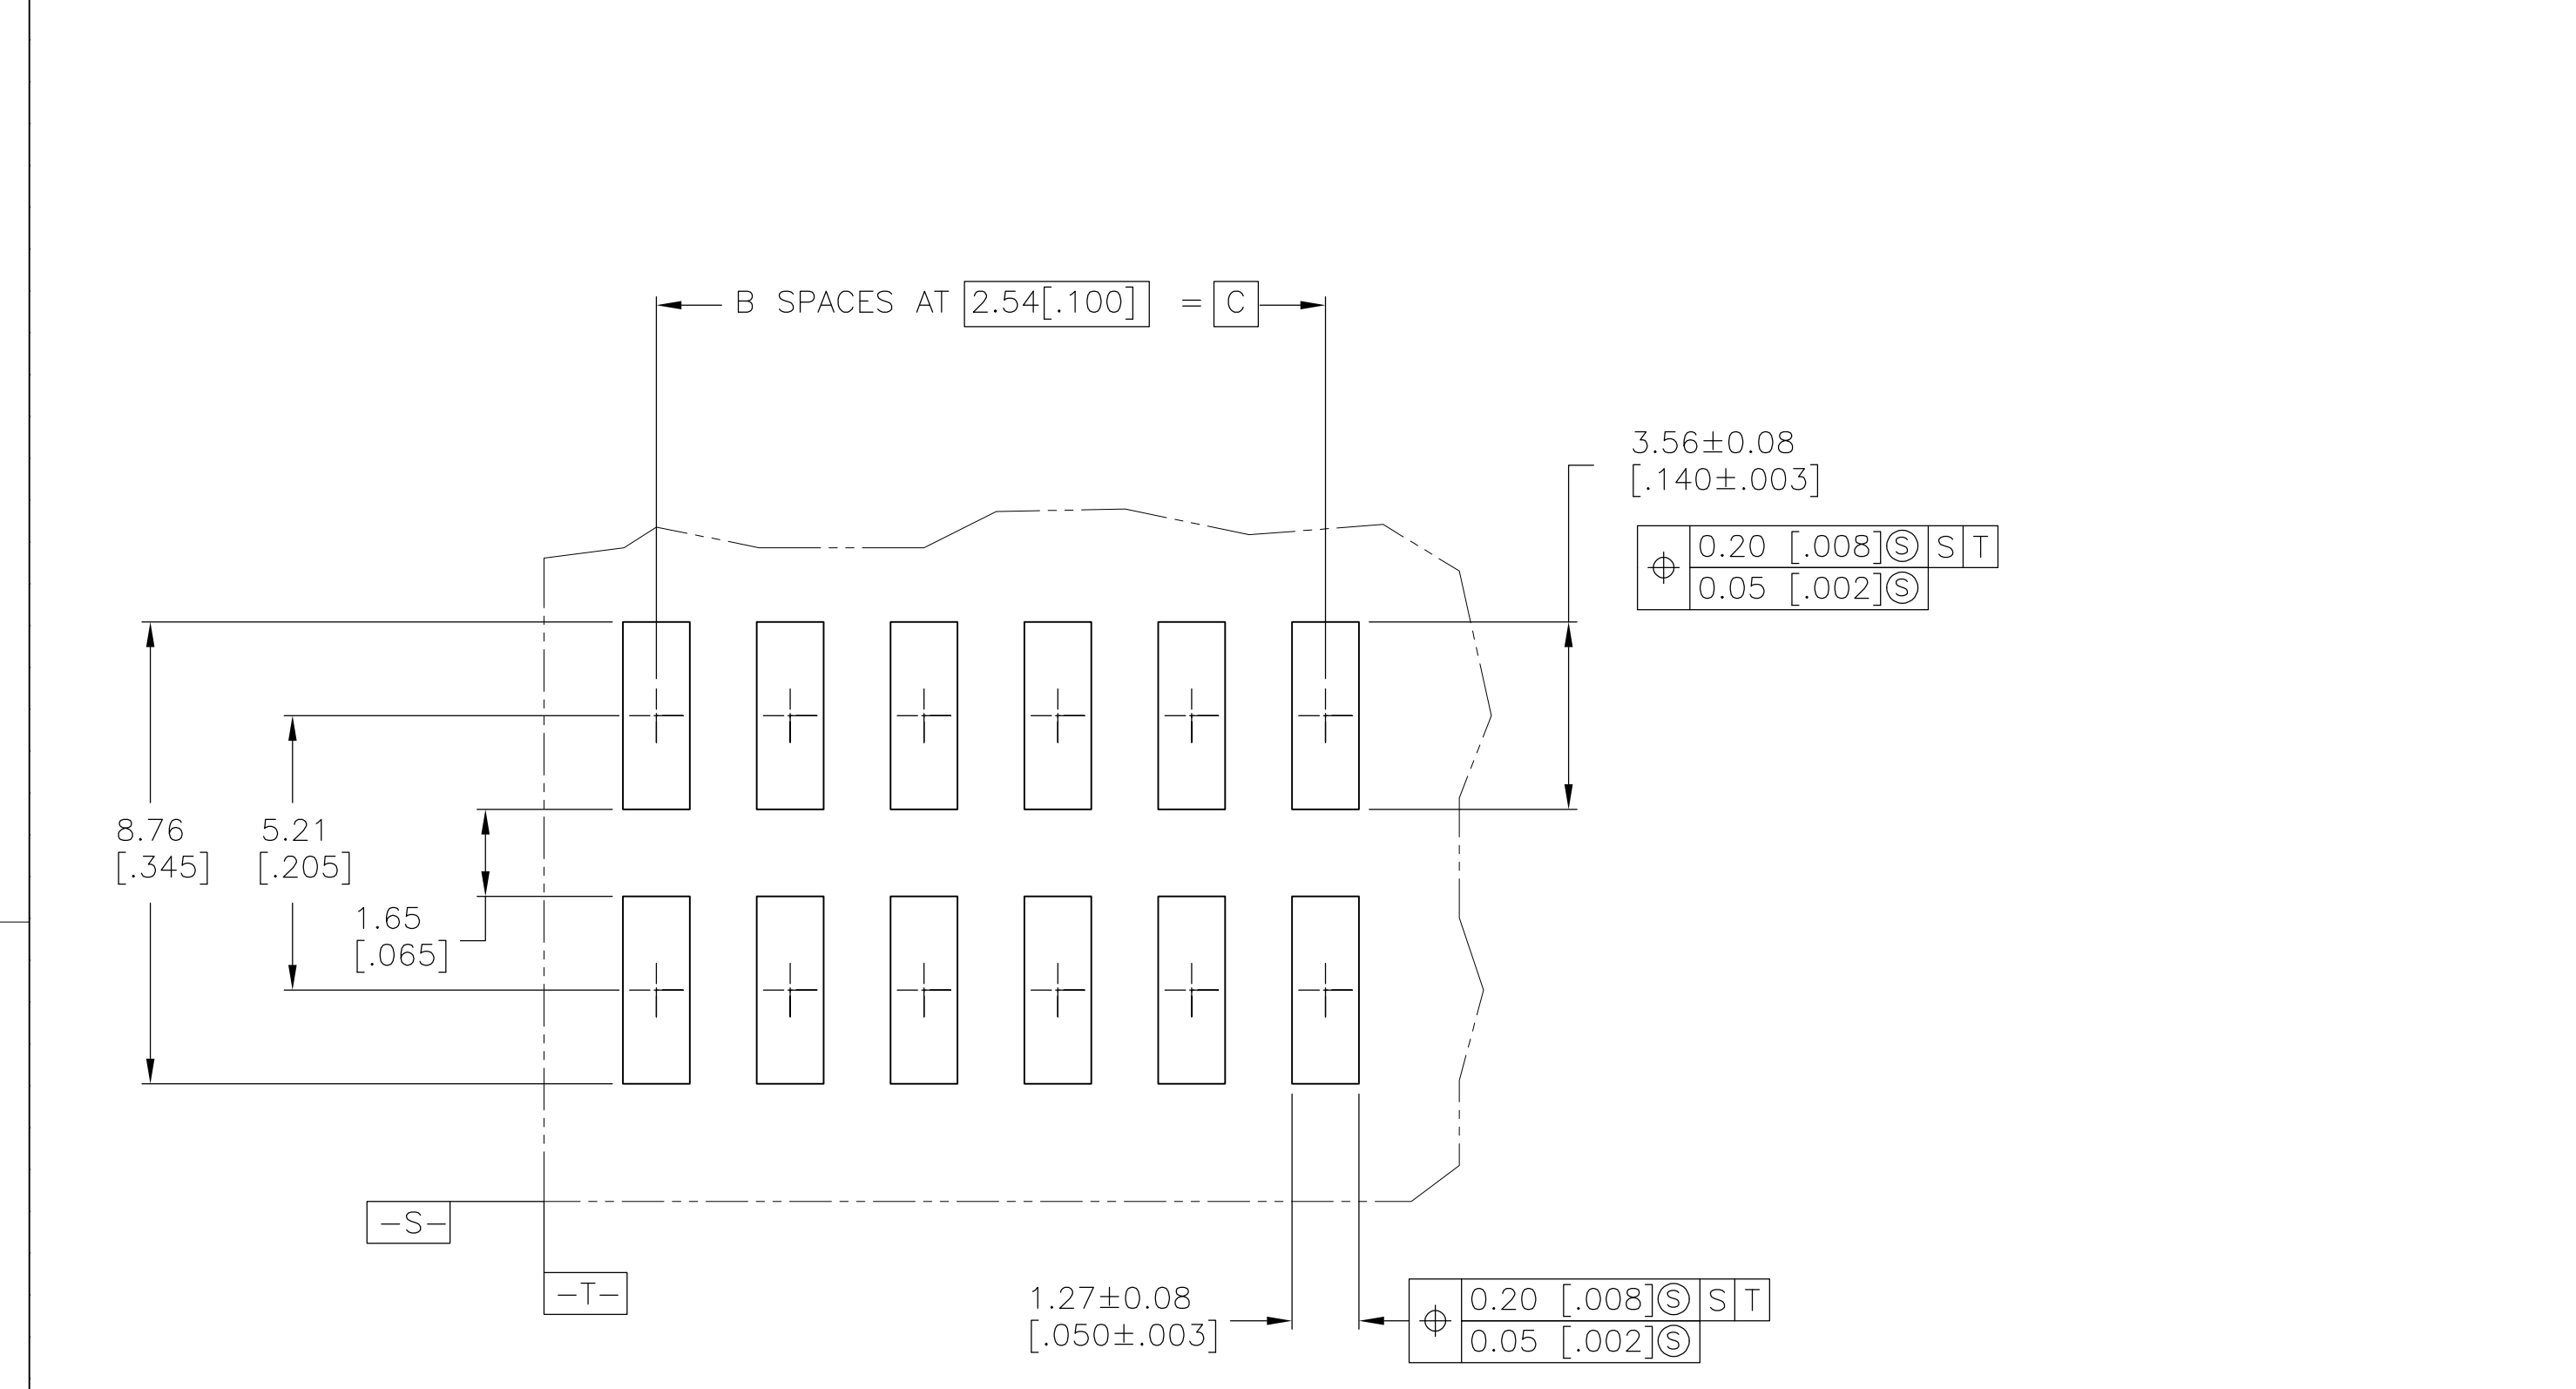 B SPACES AT 2.54[.100] = C
3.56±0.08
[.140±.003]
0.20 [.008]Ⓢ S T
0.05 [.002]Ⓢ
8.76
[.345]
5.21
[.205]
1.65
[.065]
-S-
-T-
1.27±0.08
[.050±.003]
0.20 [.008]Ⓢ S T
0.05 [.002]Ⓢ